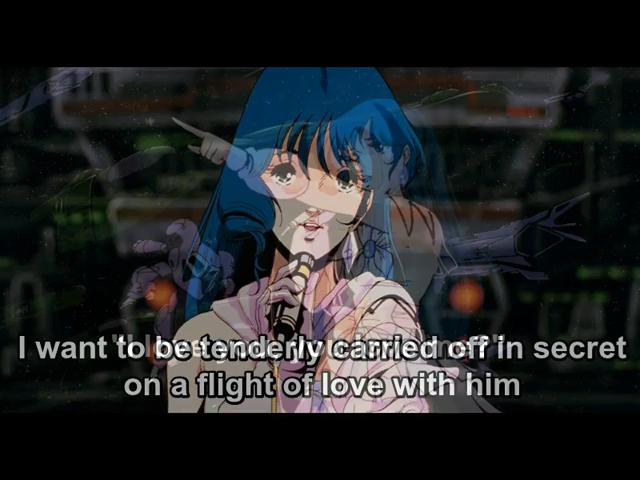 I want to be tenderly carried off in secret
on a flight of love with him